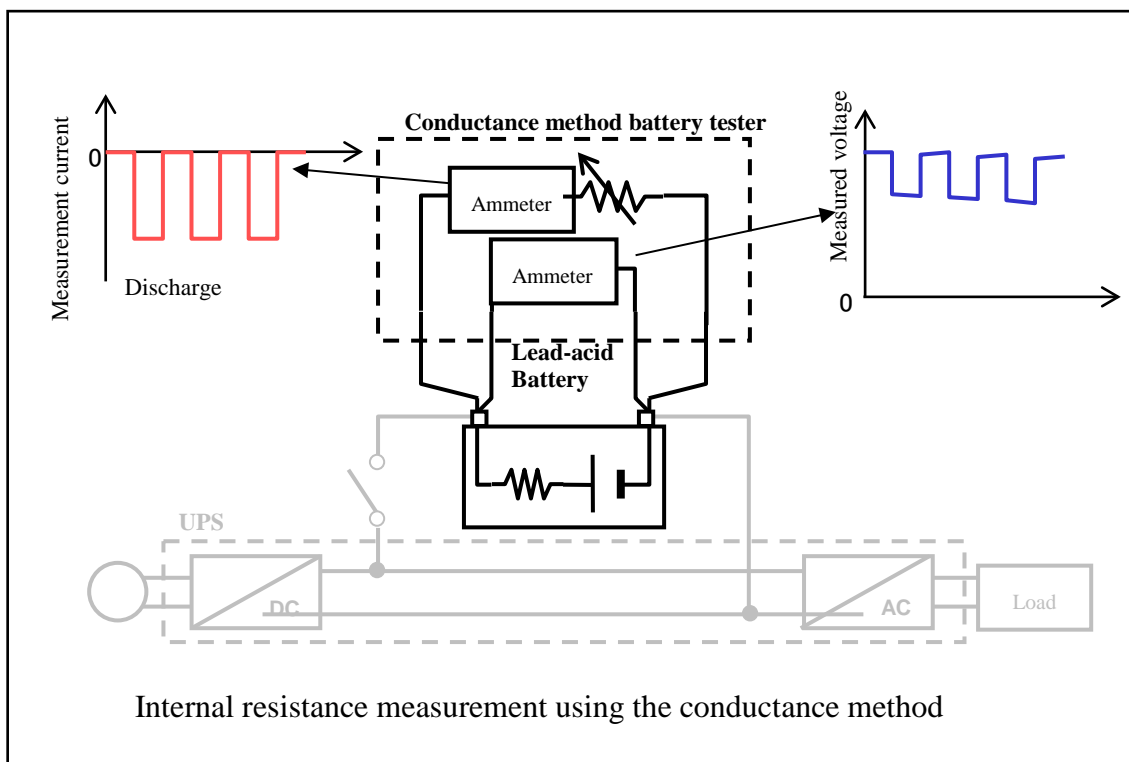 Measurement current
0
Discharge
Conductance method battery tester
Ammeter
Ammeter
Measured voltage
0
Lead-acid
Battery
UPS
DC
AC
Load
Internal resistance measurement using the conductance method